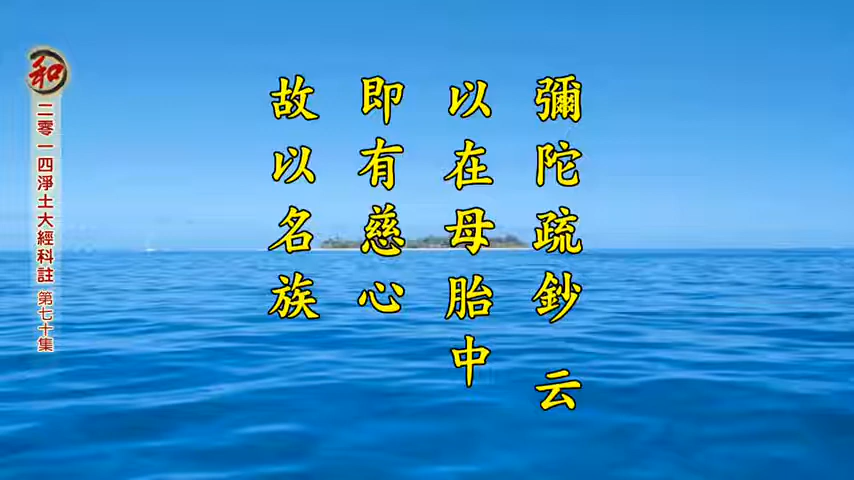 彌陀疏鈔 云
以在母胎中
即有慈心
故以名族
和
二零一四淨土大經科註 第七十集